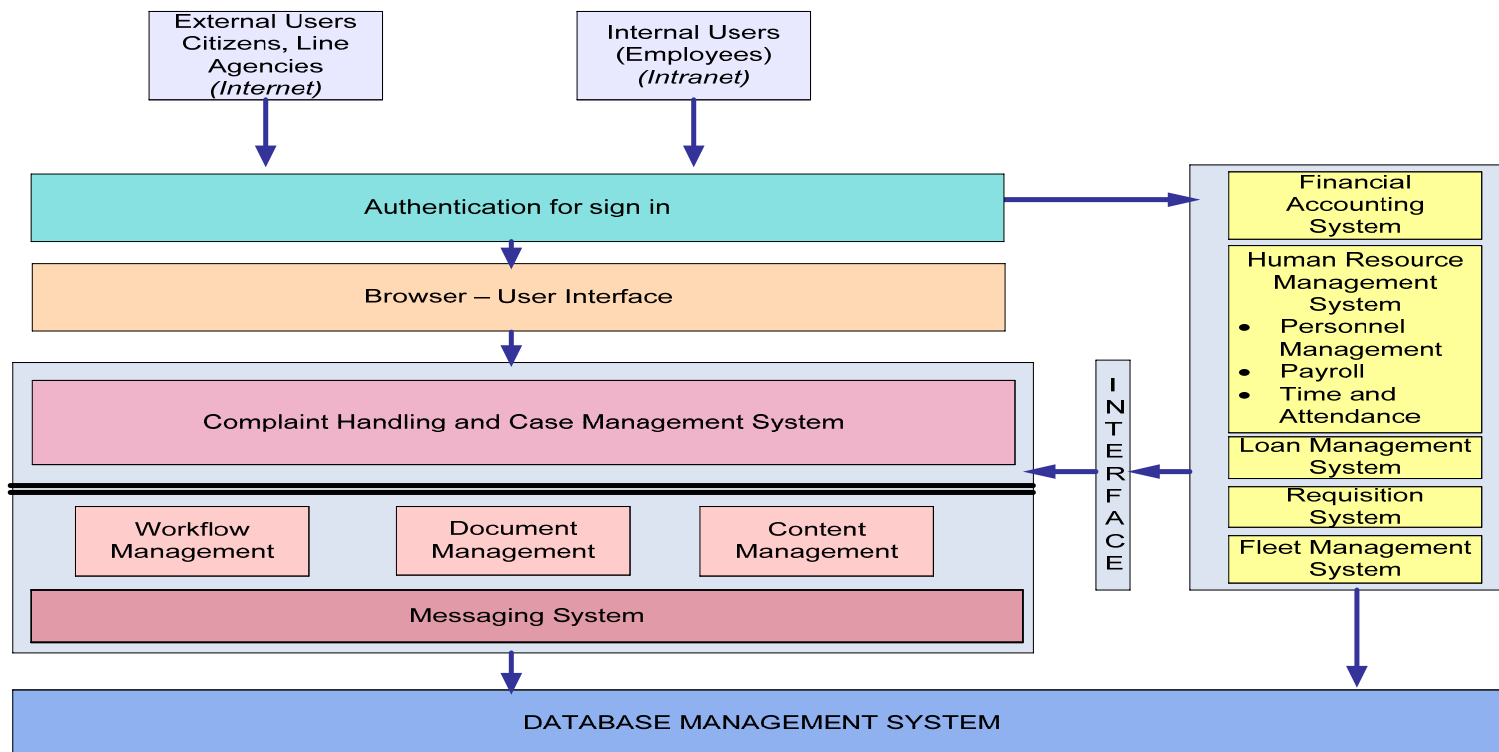 External Users
Citizens, Line
Agencies
(Internet)
Internal Users
(Employees)
(Intranet)
Authentication for sign in
Browser – User Interface
Complaint Handling and Case Management System
Workflow
Management
Document
Management
Content
Management
Messaging System
INTERFACE
Financial
Accounting
System
Human Resource
Management
System
• Personnel
Management
• Payroll
• Time and
Attendance
Loan Management
System
Requisition
System
Fleet Management
System
DATABASE MANAGEMENT SYSTEM